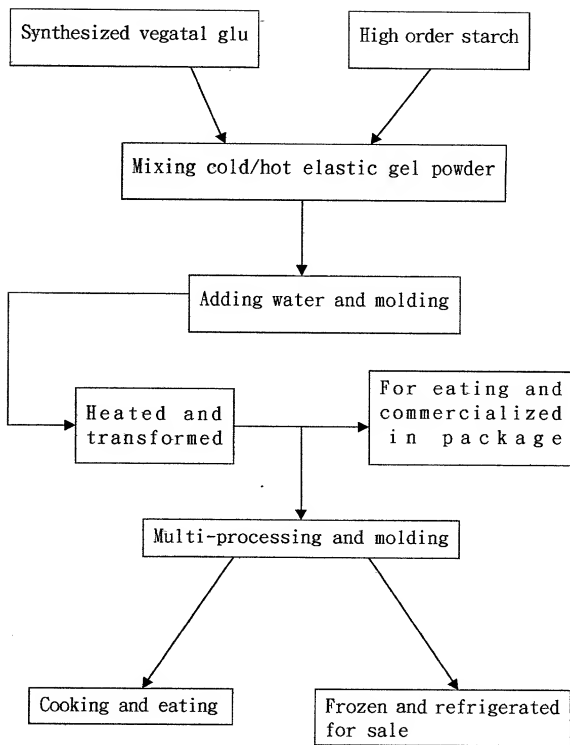 Synthesized vegatal glu
High order starch
Mixing cold/hot elastic gel powder
Adding water and molding
Heated and
transformed
For eating and
commercialized
in package
Multi-processing and molding
Cooking and eating
Frozen and refrigerated
for sale